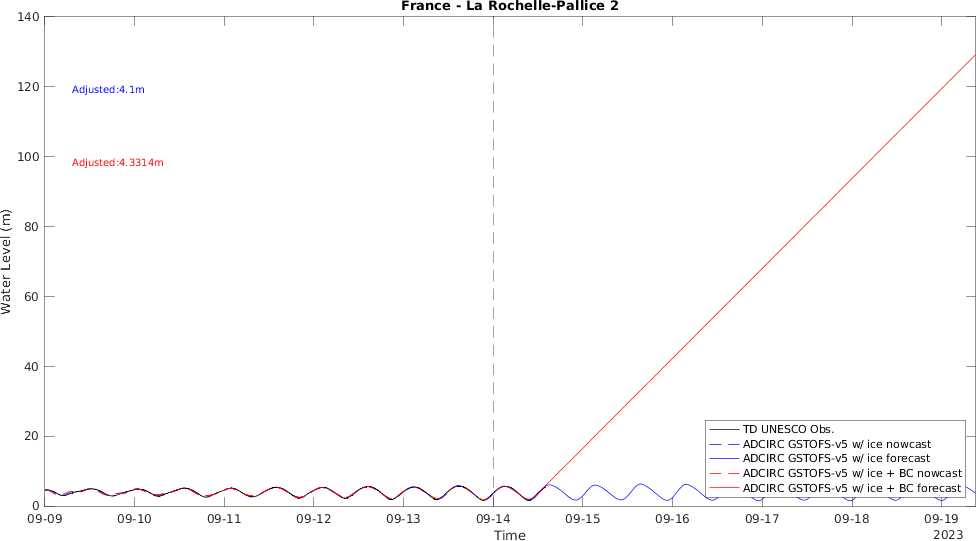 France - La Rochelle-Pallice 2
140
120
100
80
60
40
20
0
Water Level (m)
Adjusted:4.1m
Adjusted:4.3314m
TD UNESCO Obs.
ADCIRC GSTOFS-v5 w/ ice nowcast
ADCIRC GSTOFS-v5 w/ ice forecast
ADCIRC GSTOFS-v5 w/ ice + BC nowcast
ADCIRC GSTOFS-v5 w/ ice + BC forecast
09-09 09-10 09-11 09-12 09-13 09-14 09-15 09-16 09-17 09-18 09-19
Time
2023